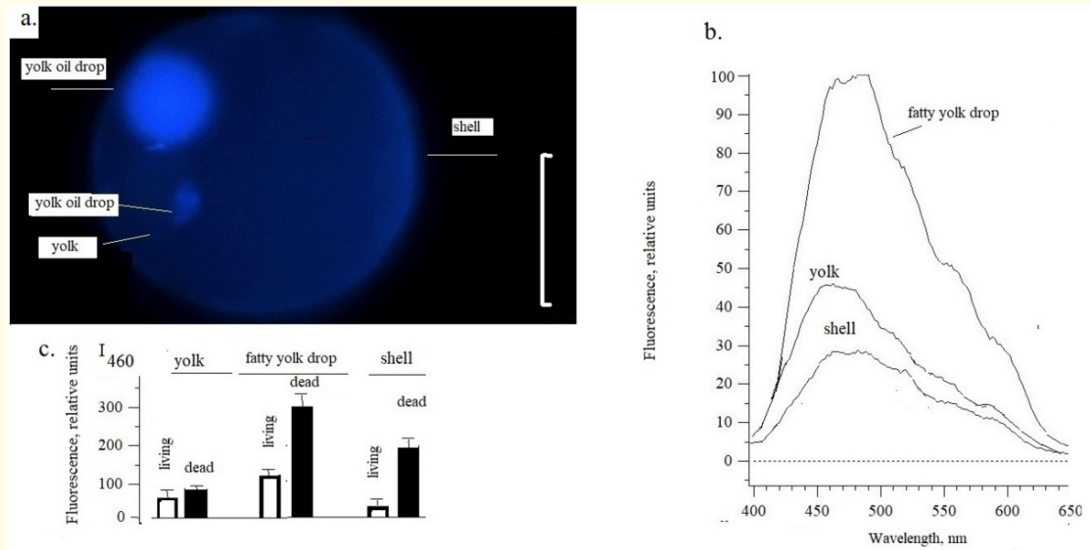 a.
yolk oil drop
shell
yolk oil drop
yolk
b.
Fluorescence, relative units
100
90
80
70
60
50
40
30
20
10
0
fatty yolk drop
yolk
shell
400 450 500 550 600 650
Wavelength, nm
c.
Fluorescence, relative units
I 460
yolk
fatty yolk drop
shell
300
200
100
0
living
dead
living
dead
living
dead